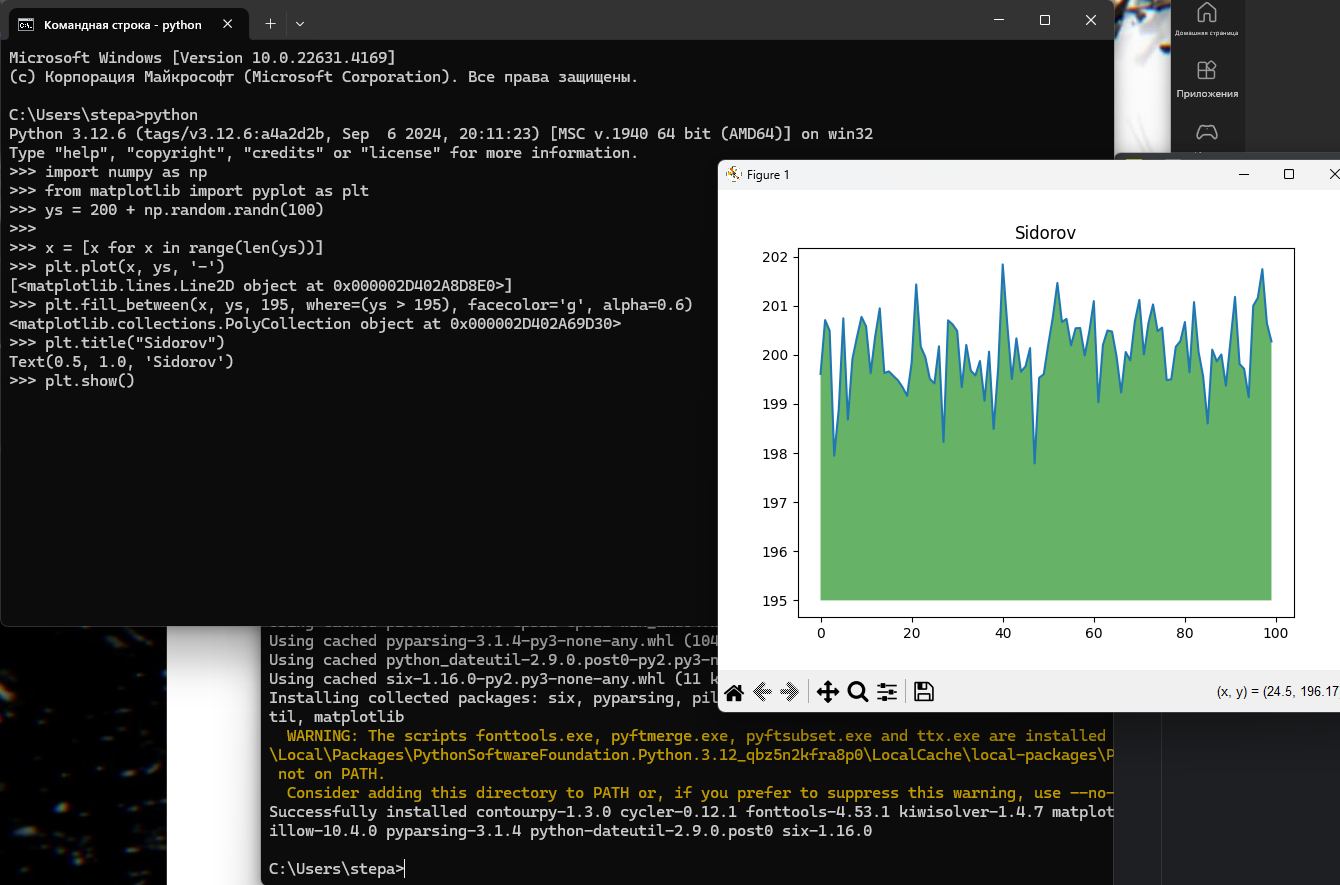 Командная строка - python
Microsoft Windows [Version 10.0.22631.4169]
(c) Корпорация Майкрософт (Microsoft Corporation). Все права защищены.
C:\Users\stepa>python
Python 3.12.6 (tags/v3.12.6:a4a2d2b, Sep  6 2024, 20:11:23) [MSC v.1940 64 bit (AMD64)] on win32
Type "help", "copyright", "credits" or "license" for more information.
>>> import numpy as np
>>> from matplotlib import pyplot as plt
>>> ys = 200 + np.random.randn(100)
>>>
>>> x = [x for x in range(len(ys))]
>>> plt.plot(x, ys, '-')
[<matplotlib.lines.Line2D object at 0x000002D402A8D8E0>]
>>> plt.fill_between(x, ys, 195, where=(ys > 195), facecolor='g', alpha=0.6)
<matplotlib.collections.PolyCollection object at 0x000002D402A69D30>
>>> plt.title("Sidorov")
Text(0.5, 1.0, 'Sidorov')
>>> plt.show()
Домашняя страница
Приложения
Figure 1
Sidorov
202
201
200
199
198
197
196
195
0 20 40 60 80 100
(x, y) = (24.5, 196.17
Using cached pyparsing-3.1.4-py3-none-any.whl (104
Using cached python_dateutil-2.9.0.post0-py2.py3-n
Using cached six-1.16.0-py2.py3-none-any.whl (11 k
Installing collected packages: six, pyparsing, pil
til, matplotlib
WARNING: The scripts fonttools.exe, pyftmerge.exe, pyftsubset.exe and ttx.exe are installed
\Local\Packages\PythonSoftwareFoundation.Python.3.12_qbz5n2kfra8p0\LocalCache\local-packages\P
not on PATH.
Consider adding this directory to PATH or, if you prefer to suppress this warning, use --no-
Successfully installed contourpy-1.3.0 cycler-0.12.1 fonttools-4.53.1 kiwisolver-1.4.7 matplot
illow-10.4.0 pyparsing-3.1.4 python-dateutil-2.9.0.post0 six-1.16.0
C:\Users\stepa>